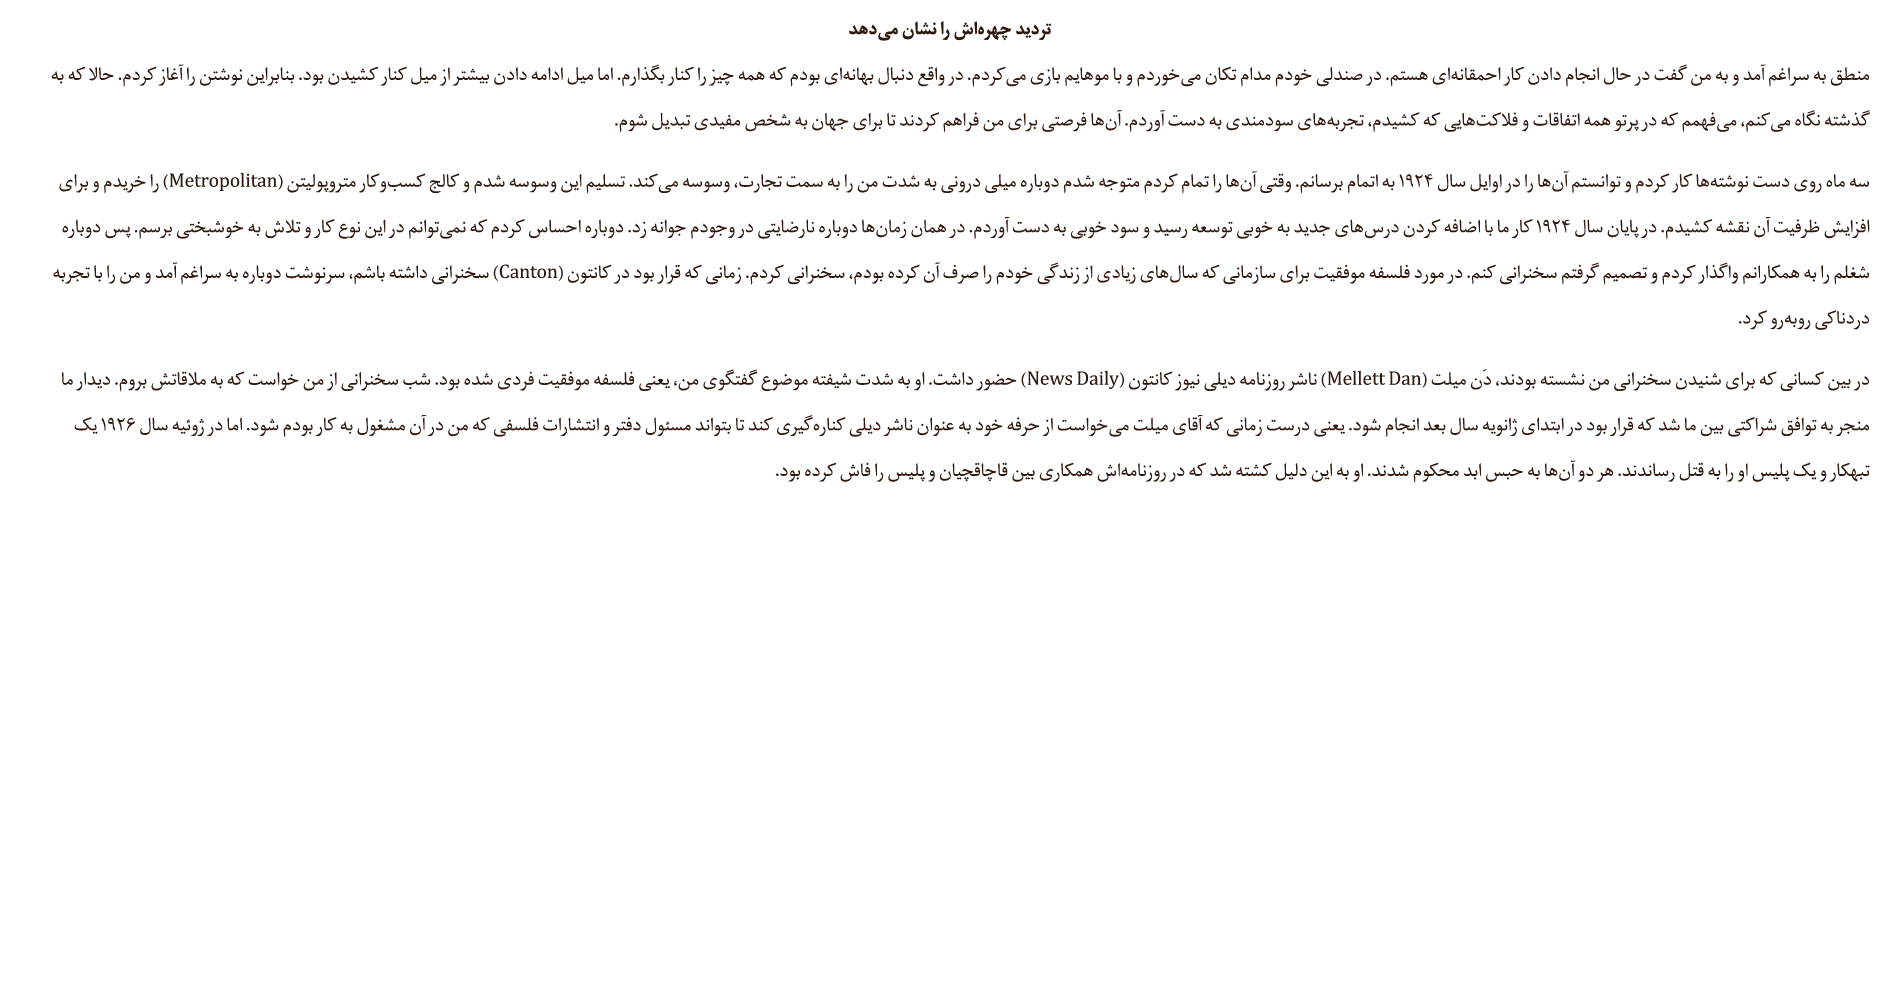 تردید چهره‌اش را نشان می‌دهد
منطق به سراغم آمد و به من گفت در حال انجام دادن کار احمقانه‌ای هستم. در صندلی خودم مدام تکان می‌خوردم و با موهایم بازی می‌کردم. در واقع دنبال بهانه‌ای بودم که همه چیز را کنار بگذارم. اما میل ادامه دادن بیشتر از میل کنار کشیدن بود. بنابراین نوشتن را آغاز کردم. حالا که به
گذشته نگاه می‌کنم، می‌فهمم که در پرتو همه اتفاقات و فلاکت‌هایی که کشیدم، تجربه‌های سودمندی به دست آوردم. آن‌ها فرصتی برای من فراهم کردند تا برای جهان به شخص مفیدی تبدیل شوم.
سه ماه روی دست نوشته‌ها کار کردم و توانستم آن‌ها را در اوایل سال ۱۹۲۴ به اتمام برسانم. وقتی آن‌ها را تمام کردم متوجه شدم دوباره میلی درونی به شدت من را به سمت تجارت، وسوسه می‌کند. تسلیم این وسوسه شدم و کالج کسب‌وکار متروپولیتن (Metropolitan) را خریدم و برای
افزایش ظرفیت آن نقشه کشیدم. در پایان سال ۱۹۲۴ کار ما با اضافه کردن درس‌های جدید به خوبی توسعه رسید و سود خوبی به دست آوردم. در همان زمان‌ها دوباره نارضایتی در وجودم جوانه زد. دوباره احساس کردم که نمی‌توانم در این نوع کار و تلاش به خوشبختی برسم. پس دوباره
شغلم را به همکارانم واگذار کردم و تصمیم گرفتم سخنرانی کنم. در مورد فلسفه موفقیت برای سازمانی که سال‌های زیادی از زندگی خودم را صرف آن کرده بودم، سخنرانی کردم. زمانی که قرار بود در کانتون (Canton) سخنرانی داشته باشم، سرنوشت دوباره به سراغم آمد و من را با تجربه
دردناکی روبه‌رو کرد.
در بین کسانی که برای شنیدن سخنرانی من نشسته بودند، دَن میلت (Mellett Dan) ناشر روزنامه دیلی نیوز کانتون (News Daily) حضور داشت. او به شدت شیفته موضوع گفتگوی من، یعنی فلسفه موفقیت فردی شده بود. شب سخنرانی از من خواست که به ملاقاتش بروم. دیدار ما
منجر به توافق شراکتی بین ما شد که قرار بود در ابتدای ژانویه سال بعد انجام شود. یعنی درست زمانی که آقای میلت می‌خواست از حرفه خود به عنوان ناشر دیلی کناره‌گیری کند تا بتواند مسئول دفتر و انتشارات فلسفی که من در آن مشغول به کار بودم شود. اما در ژوئیه سال ۱۹۲۶ یک
تبهکار و یک پلیس او را به قتل رساندند. هر دو آن‌ها به حبس ابد محکوم شدند. او به این دلیل کشته شد که در روزنامه‌اش همکاری بین قاچاقچیان و پلیس را فاش کرده بود.